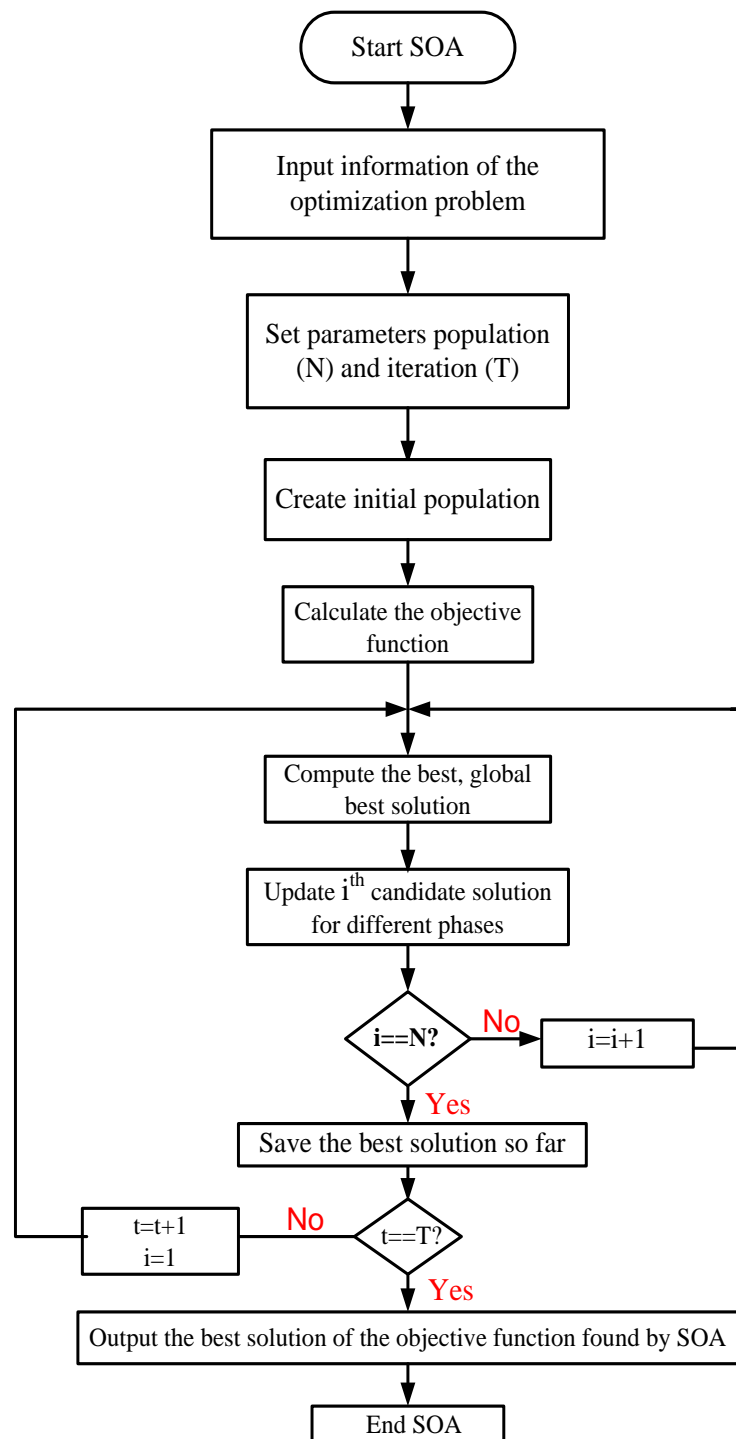 Start SOA
Input information of the
optimization problem
Set parameters population
(N) and iteration (T)
Create initial population
Calculate the objective
function
Compute the best, global
best solution
Update i^th candidate solution
for different phases
i==N?
No
i=i+1
Yes
Save the best solution so far
t==T?
No
t=t+1
i=1
Yes
Output the best solution of the objective function found by SOA
End SOA